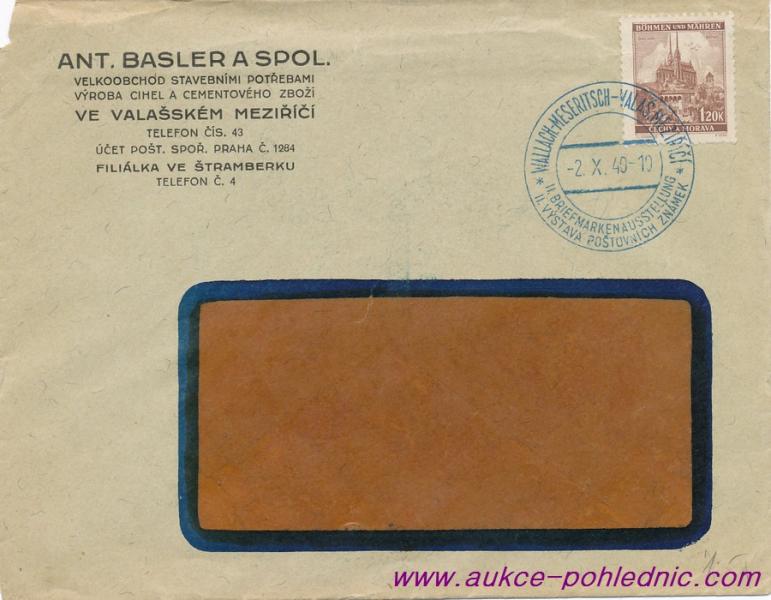 ANT. BASLER A SPOL.
VELKOOBCHOD STAVEBNÍMI POTŘEBAMI
VÝROBA CIHEL A CEMENTOVÉHO ZBOŽÍ
VE VALAŠSKÉM MEZIŘÍČÍ
TELEFON ČÍS. 43
ÚČET POŠT. SPOŘ. PRAHA Č. 1284
FILIÁLKA VE ŠTRAMBERKU
TELEFON Č. 4
BÖHMEN UND MÄHREN
1.20K
ČECHY A MORAVA
WALLACH-MESERITSCH-VALAŠ.MEZIŘÍČÍ
-2. X. 40-10
II. BRIEFMARKENAUSSTELLUNG
II. VÝSTAVA POŠTOVNÍCH ZNÁMEK
www.aukce-pohlednic.com